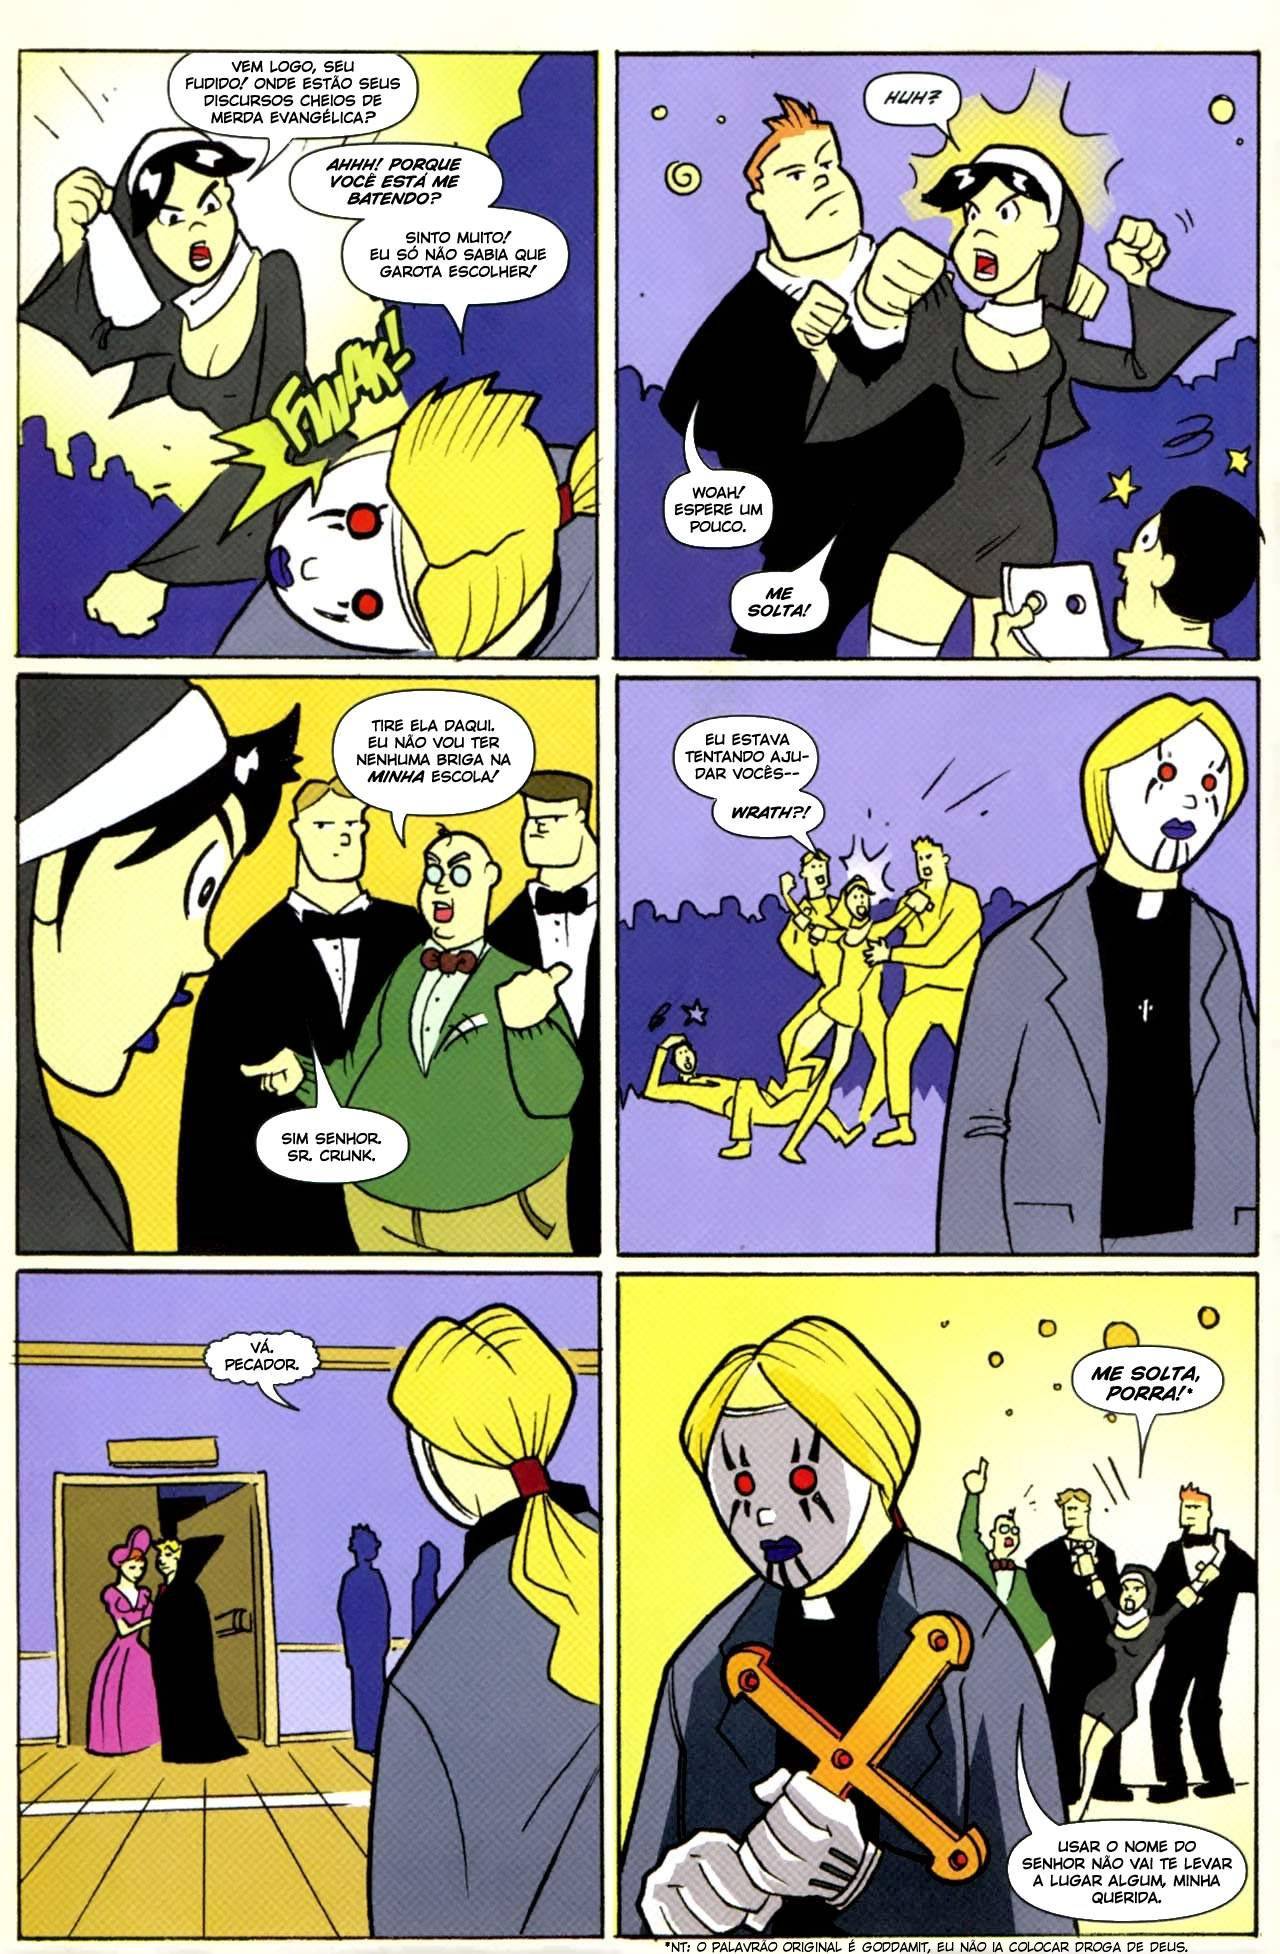 VEM LOGO, SEU
FUDIDO! ONDE ESTÃO SEUS
DISCURSOS CHEIOS DE
MERDA EVANGÉLICA?
AHHH! PORQUE
VOCÊ ESTÁ ME
BATENDO?
SINTO MUITO!
EU SÓ NÃO SABIA QUE
GAROTA ESCOLHER!
FWAK!
HUH?
WOAH!
ESPERE UM
POUCO.
ME
SOLTA!
TIRE ELA DAQUI.
EU NÃO VOU TER
NENHUMA BRIGA NA
MINHA ESCOLA!
SIM SENHOR.
SR. CRUNK.
EU ESTAVA
TENTANDO AJU-
DAR VOCÊS--
WRATH?!
VÁ.
PECADOR.
ME SOLTA,
PORRA!*
USAR O NOME DO
SENHOR NÃO VAI TE LEVAR
A LUGAR ALGUM, MINHA
QUERIDA.
*NT: O PALAVRÃO ORIGINAL É GODDAMIT, EU NÃO IA COLOCAR DROGA DE DEUS.